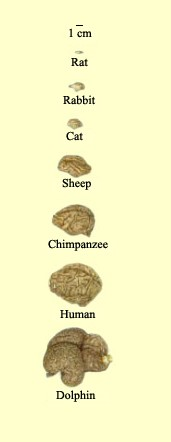 1 cm
Rat
Rabbit
Cat
Sheep
Chimpanzee
Human
Dolphin